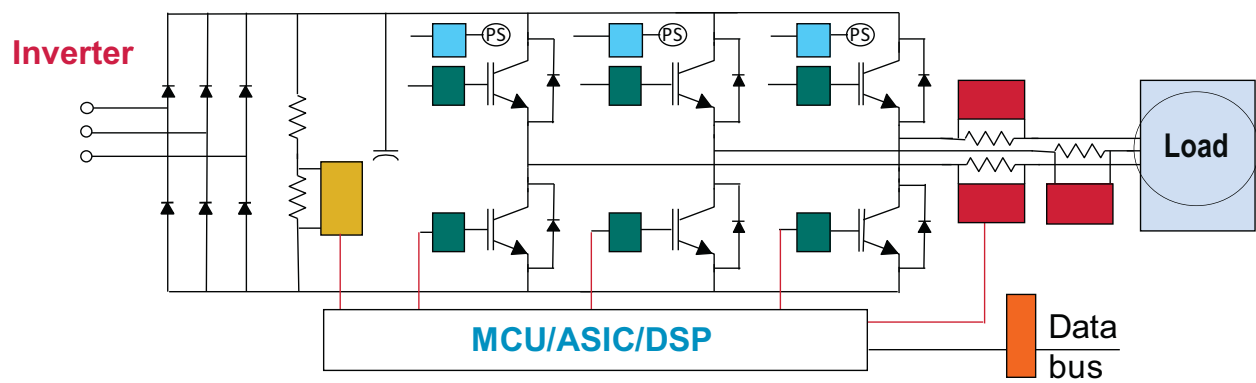 PS
PS
PS
Inverter
Load
MCU/ASIC/DSP
Data
bus